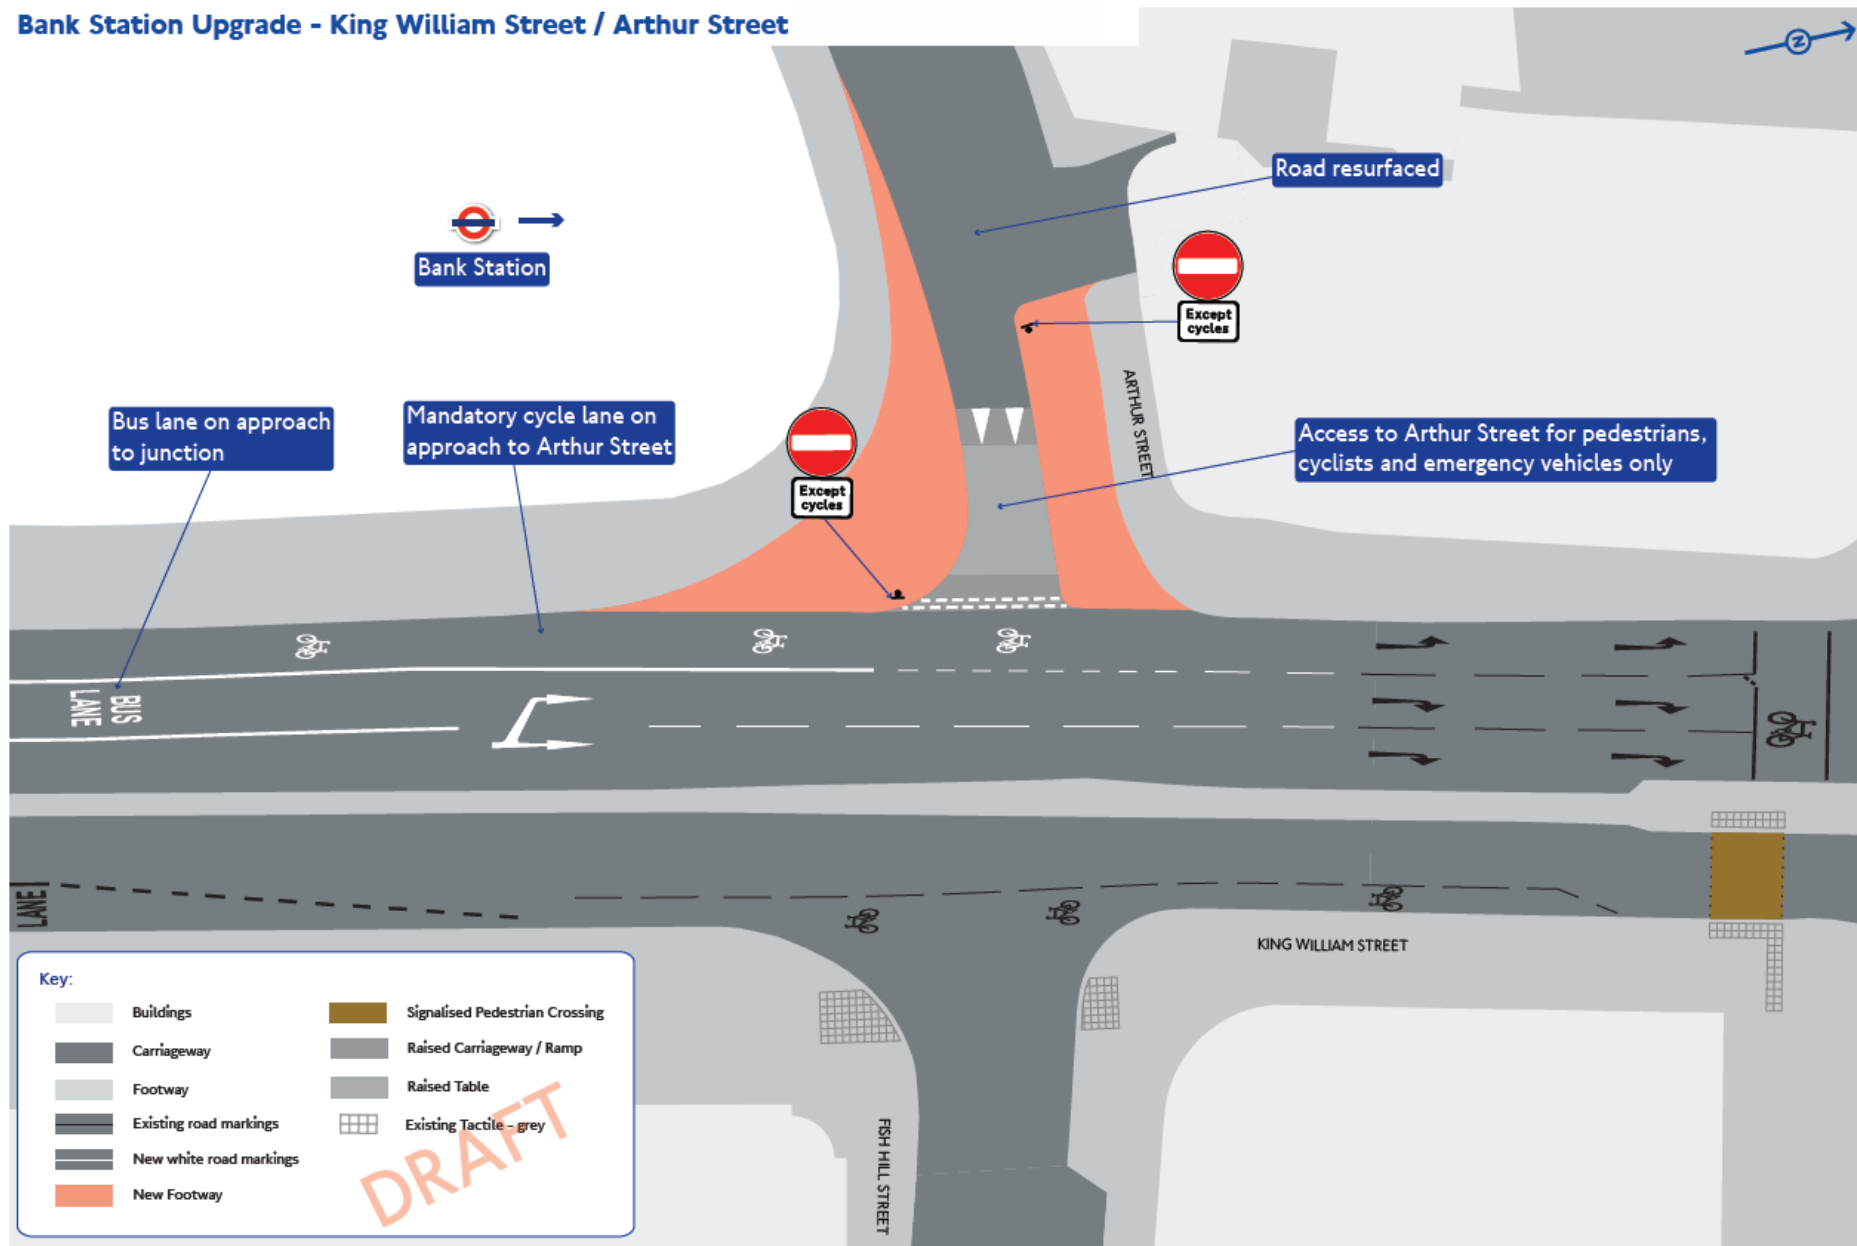 Bank Station Upgrade - King William Street / Arthur Street
N
Road resurfaced
Bank Station
Except
cycles
Bus lane on approach
to junction
Mandatory cycle lane on
approach to Arthur Street
Except
cycles
ARTHUR STREET
Access to Arthur Street for pedestrians,
cyclists and emergency vehicles only
BUS
LANE
LANE
KING WILLIAM STREET
FISH HILL STREET
Key:
Buildings
Carriageway
Footway
Existing road markings
New white road markings
New Footway
Signalised Pedestrian Crossing
Raised Carriageway / Ramp
Raised Table
Existing Tactile - grey
DRAFT